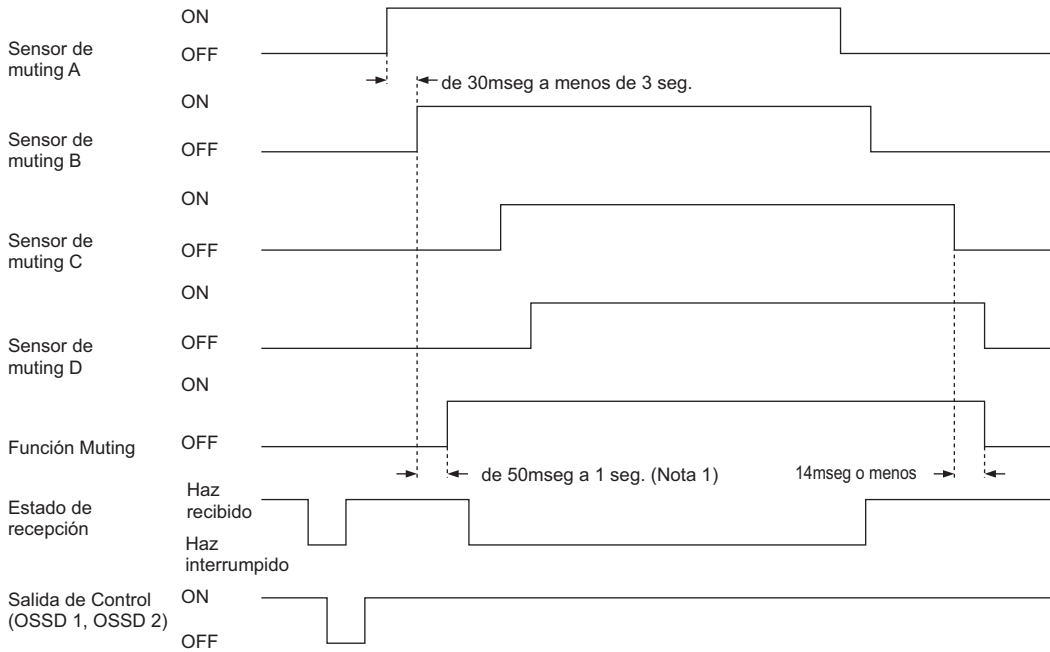 ON
Sensor de
muting A
OFF
de 30mseg a menos de 3 seg.
ON
Sensor de
muting B
OFF
ON
Sensor de
muting C
OFF
ON
Sensor de
muting D
OFF
ON
Función Muting
OFF
de 50mseg a 1 seg. (Nota 1)
14mseg o menos
Estado de
recepción
Haz
recibido
Haz
interrumpido
Salida de Control
(OSSD 1, OSSD 2)
ON
OFF